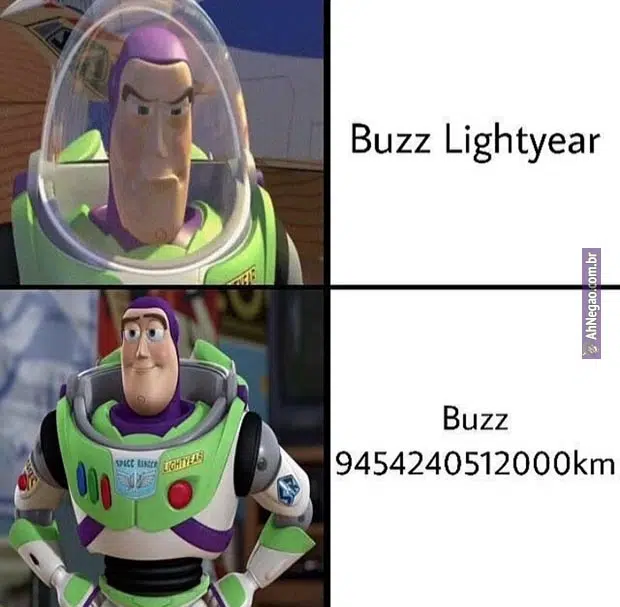 Buzz Lightyear
AhNegao.com.br
Buzz
9454240512000km
SPACE RANGER
LIGHTYEAR